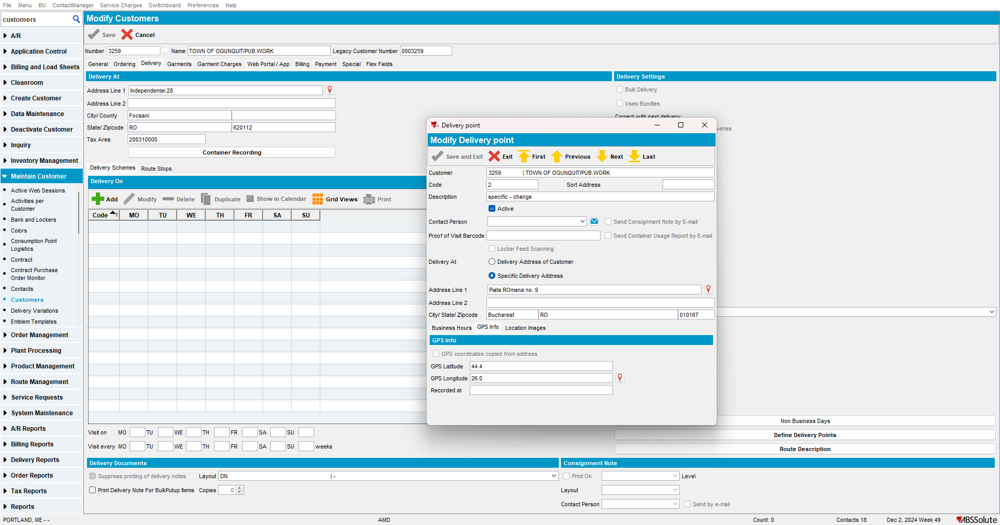 File Menu BU ContactManager Service Charges Switchboard Preferences Help
customers
Modify Customers
Save Cancel
Number 3259 ... Name TOWN OF OGUNQUIT/PUB.WORK Legacy Customer Number 0003259
General Ordering Delivery Garments Garment Charges Web Portal / App Billing Payment Special Flex Fields
A/R
Application Control
Billing and Load Sheets
Cleanroom
Create Customer
Data Maintenance
Deactivate Customer
Inquiry
Inventory Management
Maintain Customer
Active Web Sessions
Activities per
Customer
Bank and Lockers
Colors
Consumption Point
Logistics
Contract
Contract Purchase
Order Monitor
Contacts
Customers
Delivery Variations
Emblem Templates
Order Management
Plant Processing
Product Management
Route Management
Service Requests
System Maintenance
A/R Reports
Billing Reports
Delivery Reports
Order Reports
Tax Reports
Reports
Delivery At
Address Line 1 Independentei 28
Address Line 2
City/ County Focsani
State/ Zipcode RO 620112
Tax Area 200310000
Container Recording
Delivery Schemes Route Stops
Delivery On
Add Modify Delete Duplicate 16 Show in Calendar Grid Views Print
Code 1 MO TU WE TH FR SA SU
Visit on MO TU WE TH FR SA SU
Visit every MO TU WE TH FR SA SU weeks
Delivery Settings
Bulk Delivery
Uses Bundles
Correct with next delivery:
veries
Non Business Days
Define Delivery Points
Route Description
Delivery point
Modify Delivery point
Save and Exit Exit First Previous Next Last
Customer 3259 | TOWN OF OGUNQUIT/PUB.WORK
Code 2 Sort Address
Description specific - change
Active
Contact Person Send Consignment Note by E-mail
Proof of Visit Barcode Send Container Usage Report by E-mail
Locker Feed Scanning
Delivery At Delivery Address of Customer
Specific Delivery Address
Address Line 1 Piata ROmana no. 9
Address Line 2
City/ State/ Zipcode Bucharest RO 010167
Business Hours GPS Info Location Images
GPS Info
GPS coordinates copied from address
GPS Latitude 44.4
GPS Longitude 26.0
Recorded at
Delivery Documents
Suppress printing of delivery notes Layout DN | -
Print Delivery Note For BulkPutup Items Copies 0
Consignment Note
Print On Level
Layout
Contact Person Send by e-mail
PORTLAND, ME - - AMD Count: 0 Contacts 18 Dec 2, 2024 Week 49 ABSSolute